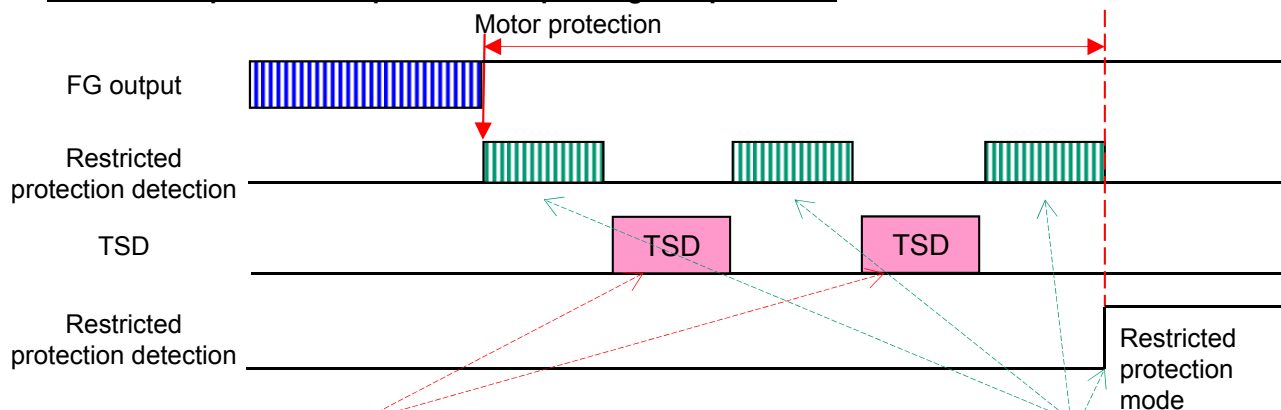 Motor protection
FG output
Restricted
protection detection
TSD
TSD
TSD
Restricted
protection detection
Restricted
protection
mode